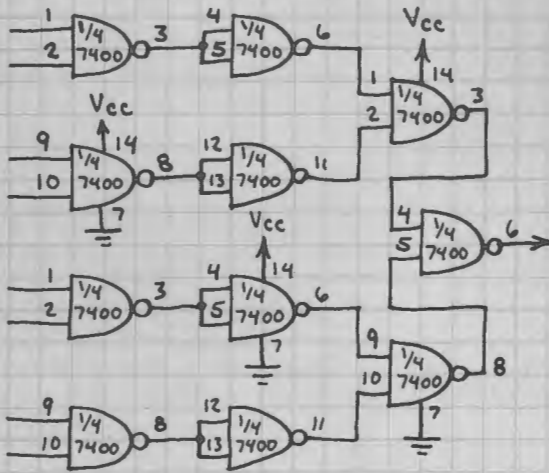 1 1/4 3 4 1/4 6 Vcc
2 7400 5 7400 1 14
Vcc 1/4 3
9 14 12 1/4 2 7400
10 1/4 8 13 7400 11
7400 4 6
7 Vcc 5 1/4
1 1/4 3 4 14 7400
2 7400 5 1/4 6
7400 9
7 10 1/4 8
9 1/4 8 12 1/4 11 7400
10 7400 13 7400 7